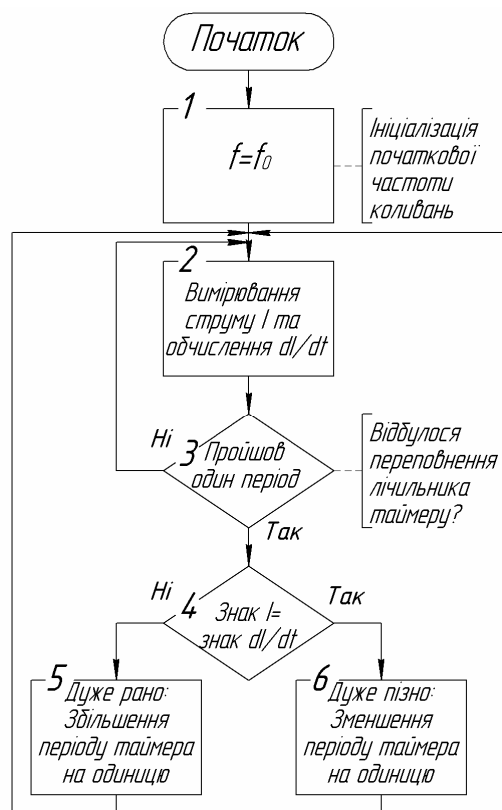 Початок
1
f=f0
Ініціалізація
початкової
частоти
коливань
2
Вимірювання
струму I та
обчислення dI/dt
Ні
3
Пройшов
один період
Відбулося
переповнення
лічильника
таймеру?
Так
Ні
4
Знак I=
знак dI/dt
Так
5
Дуже рано:
Збільшення
періоду таймера
на одиницю
6
Дуже пізно:
Зменшення
періоду таймера
на одиницю